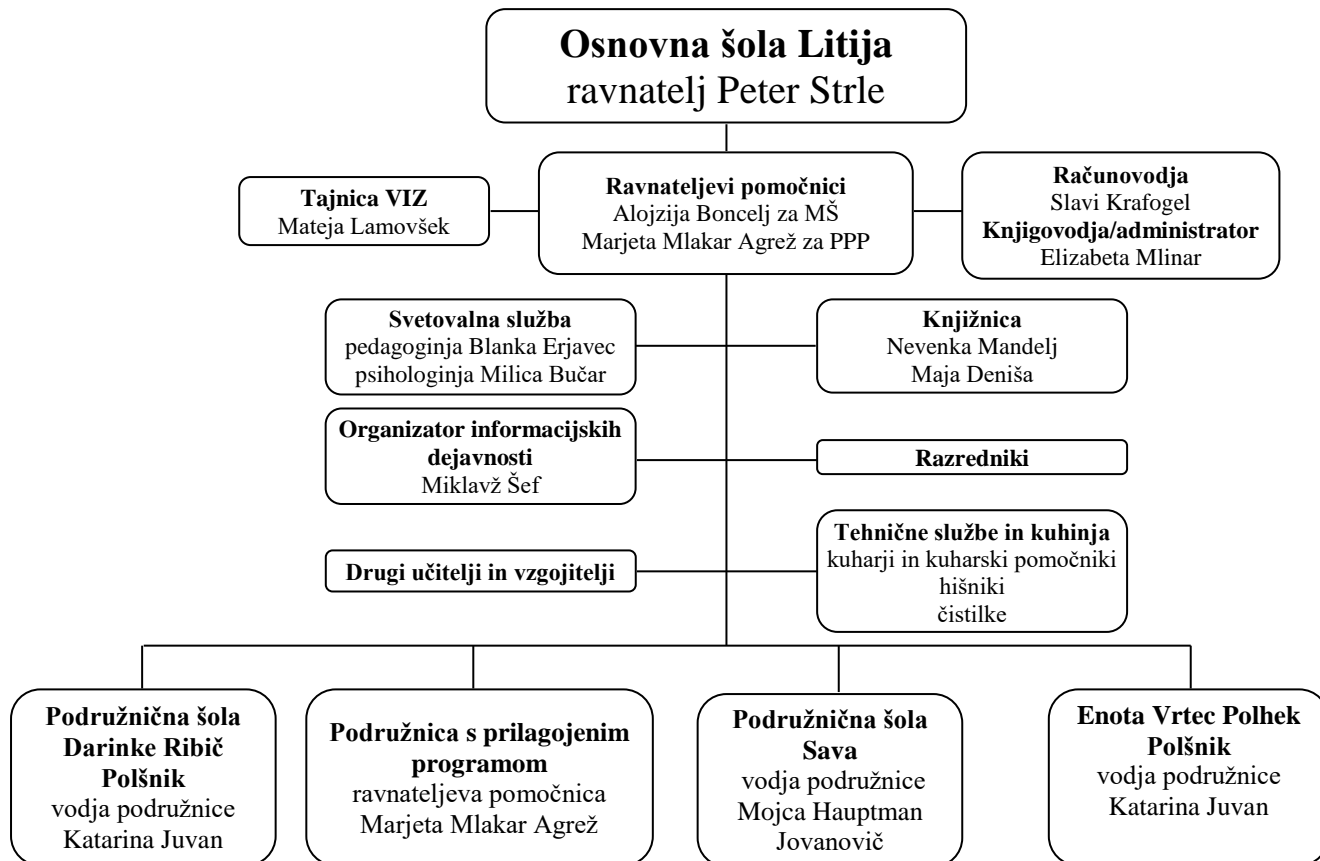 Osnovna šola Litija
ravnatelj Peter Strle
Tajnica VIZ
Mateja Lamovšek
Ravnateljevi pomočnici
Alojzija Boncelj za MŠ
Marjeta Mlakar Agrež za PPP
Računovodja
Slavi Krafogel
Knjigovodja/administrator
Elizabeta Mlinar
Svetovalna služba
pedagoginja Blanka Erjavec
psihologinja Milica Bučar
Knjižnica
Nevenka Mandelj
Maja Deniša
Organizator informacijskih
dejavnosti
Miklavž Šef
Razredniki
Drugi učitelji in vzgojitelji
Tehnične službe in kuhinja
kuharji in kuharski pomočniki
hišniki
čistilke
Podružnična šola
Darinke Ribič
Polšnik
vodja podružnice
Katarina Juvan
Podružnica s prilagojenim
programom
ravnateljeva pomočnica
Marjeta Mlakar Agrež
Podružnična šola
Sava
vodja podružnice
Mojca Hauptman
Jovanovič
Enota Vrtec Polhek
Polšnik
vodja podružnice
Katarina Juvan